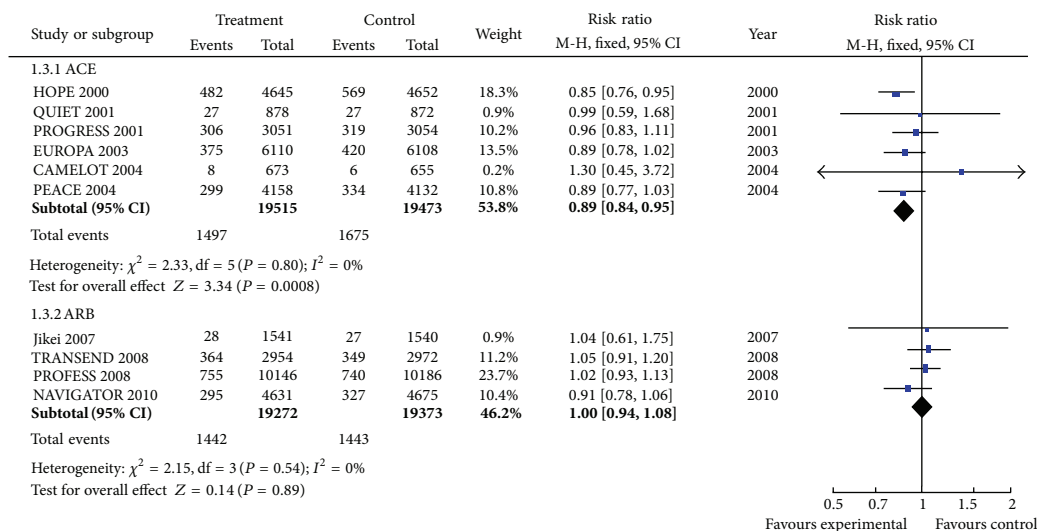 Study or subgroup Treatment Control Weight Risk ratio Year Risk ratio
Events Total Events Total M-H, fixed, 95% CI M-H, fixed, 95% CI
1.3.1 ACE
HOPE 2000 482 4645 569 4652 18.3% 0.85 [0.76, 0.95] 2000
QUIET 2001 27 878 27 872 0.9% 0.99 [0.59, 1.68] 2001
PROGRESS 2001 306 3051 319 3054 10.2% 0.96 [0.83, 1.11] 2001
EUROPA 2003 375 6110 420 6108 13.5% 0.89 [0.78, 1.02] 2003
CAMELOT 2004 8 673 6 655 0.2% 1.30 [0.45, 3.72] 2004
PEACE 2004 299 4158 334 4132 10.8% 0.89 [0.77, 1.03] 2004
Subtotal (95% CI) 19515 19473 53.8% 0.89 [0.84, 0.95]
Total events 1497 1675
Heterogeneity: χ² = 2.33, df = 5 (P = 0.80); I² = 0%
Test for overall effect Z = 3.34 (P = 0.0008)
1.3.2 ARB
Jikei 2007 28 1541 27 1540 0.9% 1.04 [0.61, 1.75] 2007
TRANSEND 2008 364 2954 349 2972 11.2% 1.05 [0.91, 1.20] 2008
PROFESS 2008 755 10146 740 10186 23.7% 1.02 [0.93, 1.13] 2008
NAVIGATOR 2010 295 4631 327 4675 10.4% 0.91 [0.78, 1.06] 2010
Subtotal (95% CI) 19272 19373 46.2% 1.00 [0.94, 1.08]
Total events 1442 1443
Heterogeneity: χ² = 2.15, df = 3 (P = 0.54); I² = 0%
Test for overall effect Z = 0.14 (P = 0.89)
0.5 0.7 1 1.5 2
Favours experimental Favours control